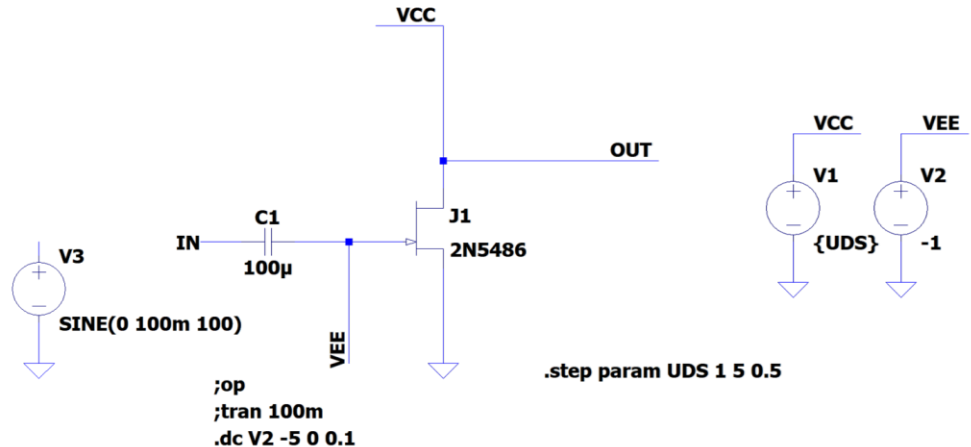 VCC
OUT
VCC
VEE
V1
V2
{UDS}
-1
J1
2N5486
C1
IN
100µ
V3
SINE(0 100m 100)
VEE
.step param UDS 1 5 0.5
;op
;tran 100m
.dc V2 -5 0 0.1